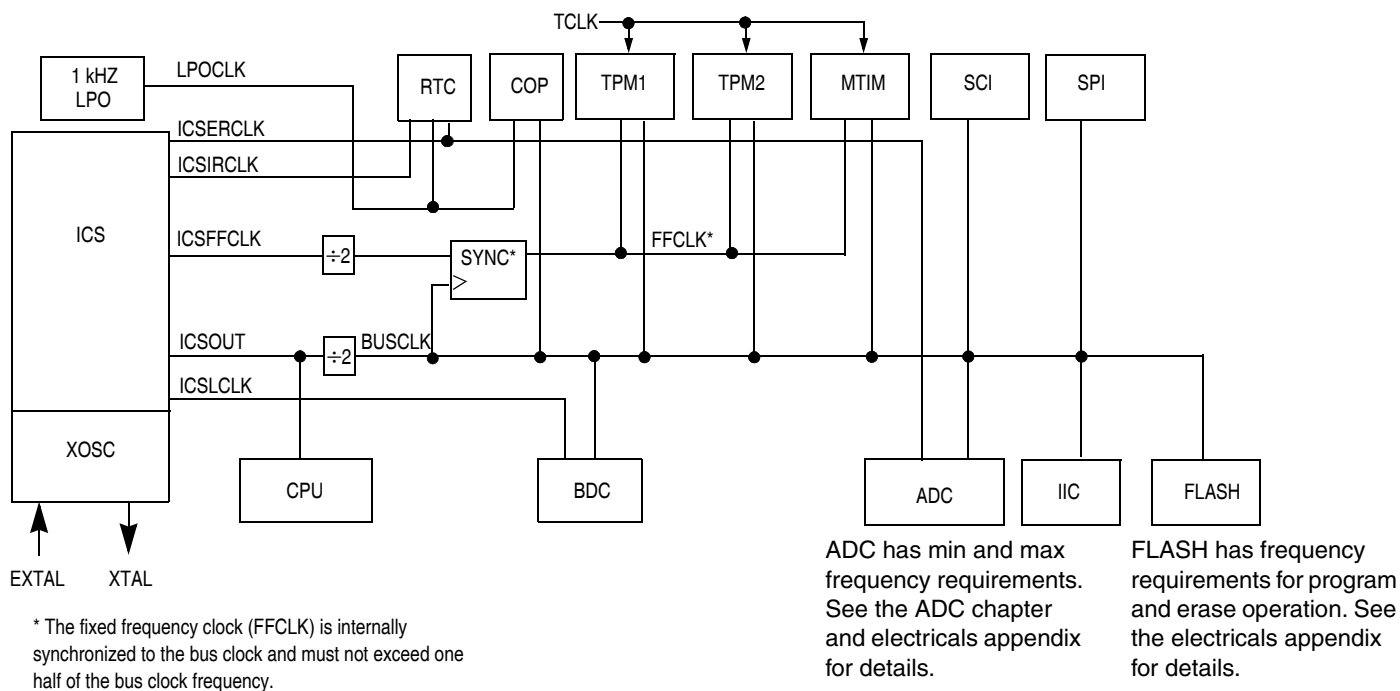 TCLK
1 kHZ
LPO
LPOCLK
RTC
COP
TPM1
TPM2
MTIM
SCI
SPI
ICSERCLK
ICSIRCLK
ICS
ICSFFCLK
÷2
SYNC*
FFCLK*
ICSOUT
÷2
BUSCLK
ICSLCLK
XOSC
CPU
BDC
ADC
IIC
FLASH
EXTAL
XTAL
ADC has min and max
frequency requirements.
See the ADC chapter
and electricals appendix
for details.
FLASH has frequency
requirements for program
and erase operation. See
the electricals appendix
for details.
* The fixed frequency clock (FFCLK) is internally
synchronized to the bus clock and must not exceed one
half of the bus clock frequency.